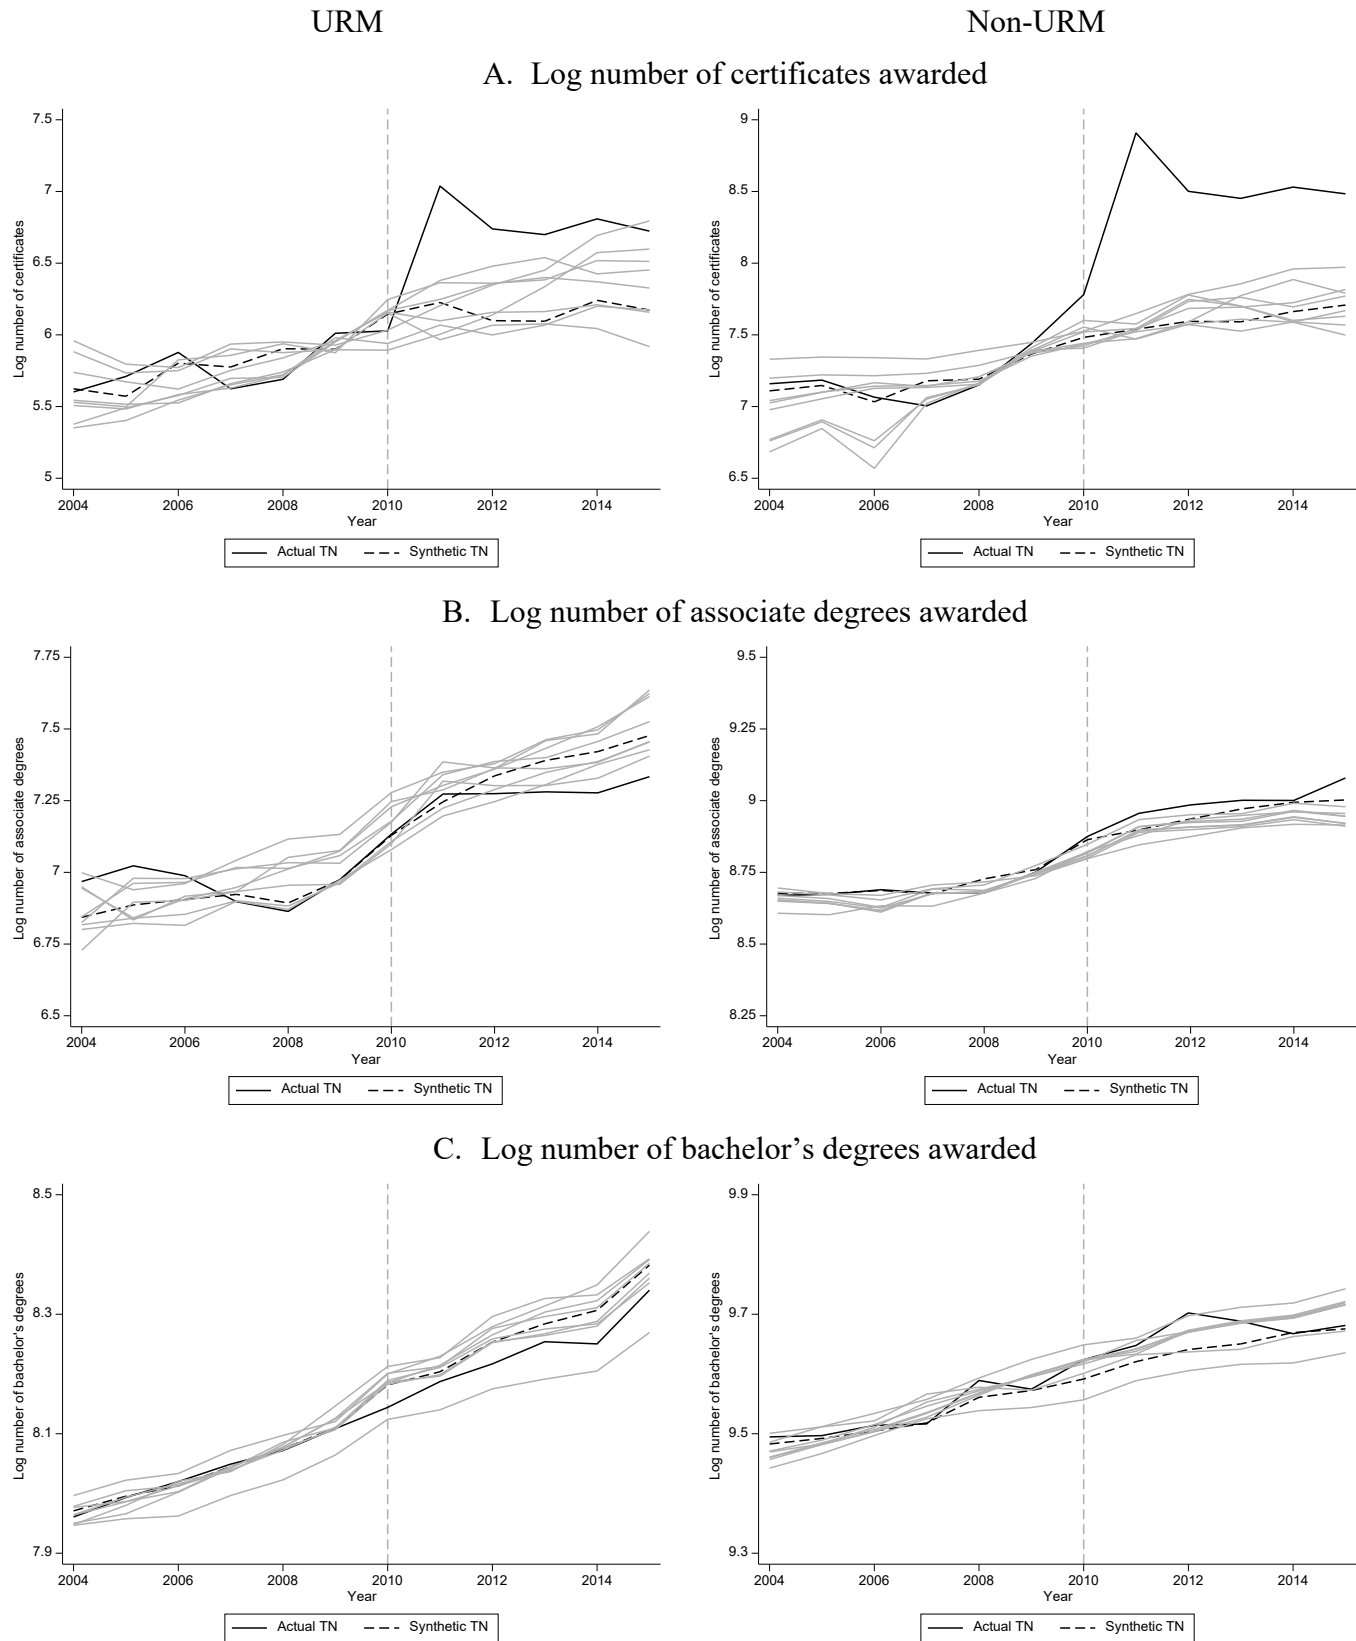 URM Non-URM
A. Log number of certificates awarded
Log number of certificates
7.5
7
6.5
6
5.5
5
2004 2006 2008 2010 2012 2014
Year
Actual TN Synthetic TN
Log number of certificates
9
8.5
8
7.5
7
6.5
2004 2006 2008 2010 2012 2014
Year
Actual TN Synthetic TN
B. Log number of associate degrees awarded
Log number of associate degrees
7.75
7.5
7.25
7
6.75
6.5
2004 2006 2008 2010 2012 2014
Year
Actual TN Synthetic TN
Log number of associate degrees
9.5
9.25
9
8.75
8.5
8.25
2004 2006 2008 2010 2012 2014
Year
Actual TN Synthetic TN
C. Log number of bachelor’s degrees awarded
Log number of bachelor's degrees
8.5
8.3
8.1
7.9
2004 2006 2008 2010 2012 2014
Year
Actual TN Synthetic TN
Log number of bachelor's degrees
9.9
9.7
9.5
9.3
2004 2006 2008 2010 2012 2014
Year
Actual TN Synthetic TN